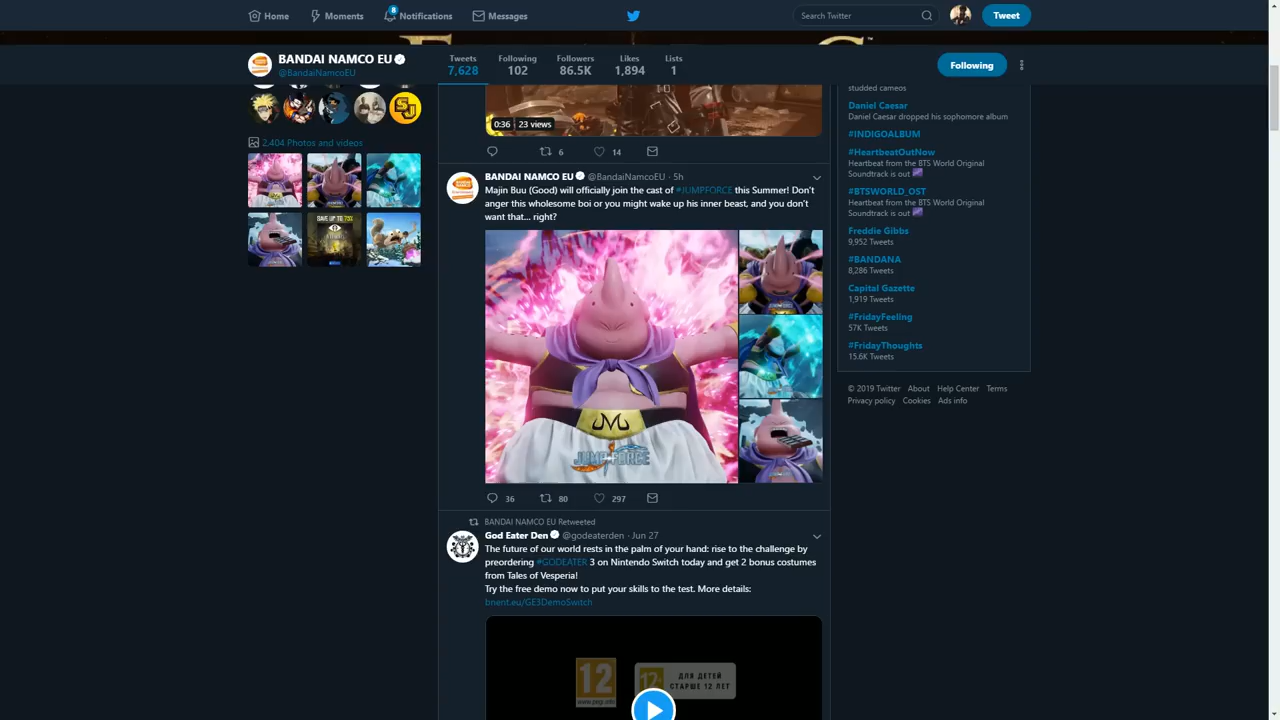 Home
Moments
8
Notifications
Messages
Search Twitter
Tweet
BANDAI NAMCO EU
@BandaiNamcoEU
Tweets
7,628
Following
102
Followers
86.5K
Likes
1,894
Lists
1
Following
2,404 Photos and videos
SAVE UP TO 75%
0:36 · 23 views
6
14
BANDAI NAMCO EU @BandaiNamcoEU · 5h
Majin Buu (Good) will officially join the cast of #JUMPFORCE this Summer! Don't
anger this wholesome boi or you might wake up his inner beast, and you don't
want that... right?
JUMP FORCE
36
80
297
BANDAI NAMCO EU Retweeted
God Eater Den @godeaterden · Jun 27
The future of our world rests in the palm of your hand: rise to the challenge by
preordering #GODEATER 3 on Nintendo Switch today and get 2 bonus costumes
from Tales of Vesperia!
Try the free demo now to put your skills to the test. More details:
bnent.eu/GE3DemoSwitch
12
www.pegi.info
12+
ДЛЯ ДЕТЕЙ
СТАРШЕ 12 ЛЕТ
studded cameos
Daniel Caesar
Daniel Caesar dropped his sophomore album
#INDIGOALBUM
#HeartbeatOutNow
Heartbeat from the BTS World Original
Soundtrack is out
#BTSWORLD_OST
Heartbeat from the BTS World Original
Soundtrack is out
Freddie Gibbs
9,952 Tweets
#BANDANA
8,286 Tweets
Capital Gazette
1,919 Tweets
#FridayFeeling
57K Tweets
#FridayThoughts
15.6K Tweets
© 2019 Twitter About Help Center Terms
Privacy policy Cookies Ads info